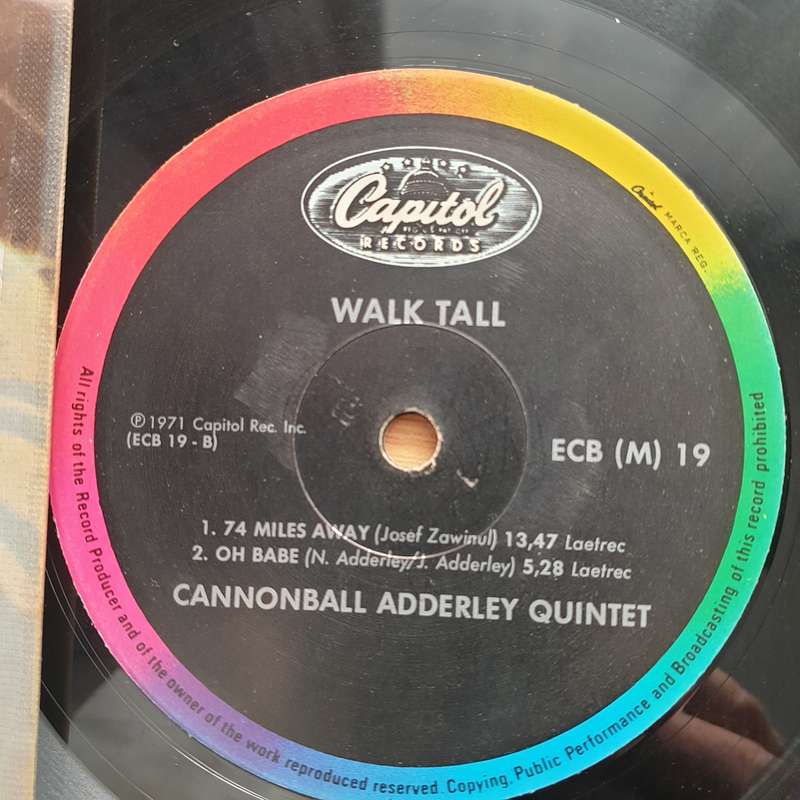 Capitol
RECORDS
Capitol MARCA REG.
WALK TALL
℗ 1971 Capitol Rec. Inc.
(ECB 19 - B)
ECB (M) 19
1. 74 MILES AWAY (Josef Zawinul) 13,47 Laetrec
2. OH BABE (N. Adderley/J. Adderley) 5,28 Laetrec
CANNONBALL ADDERLEY QUINTET
All rights of the Record Producer and of the owner of the work reproduced reserved. Copying, Public Performance and Broadcasting of this record prohibited